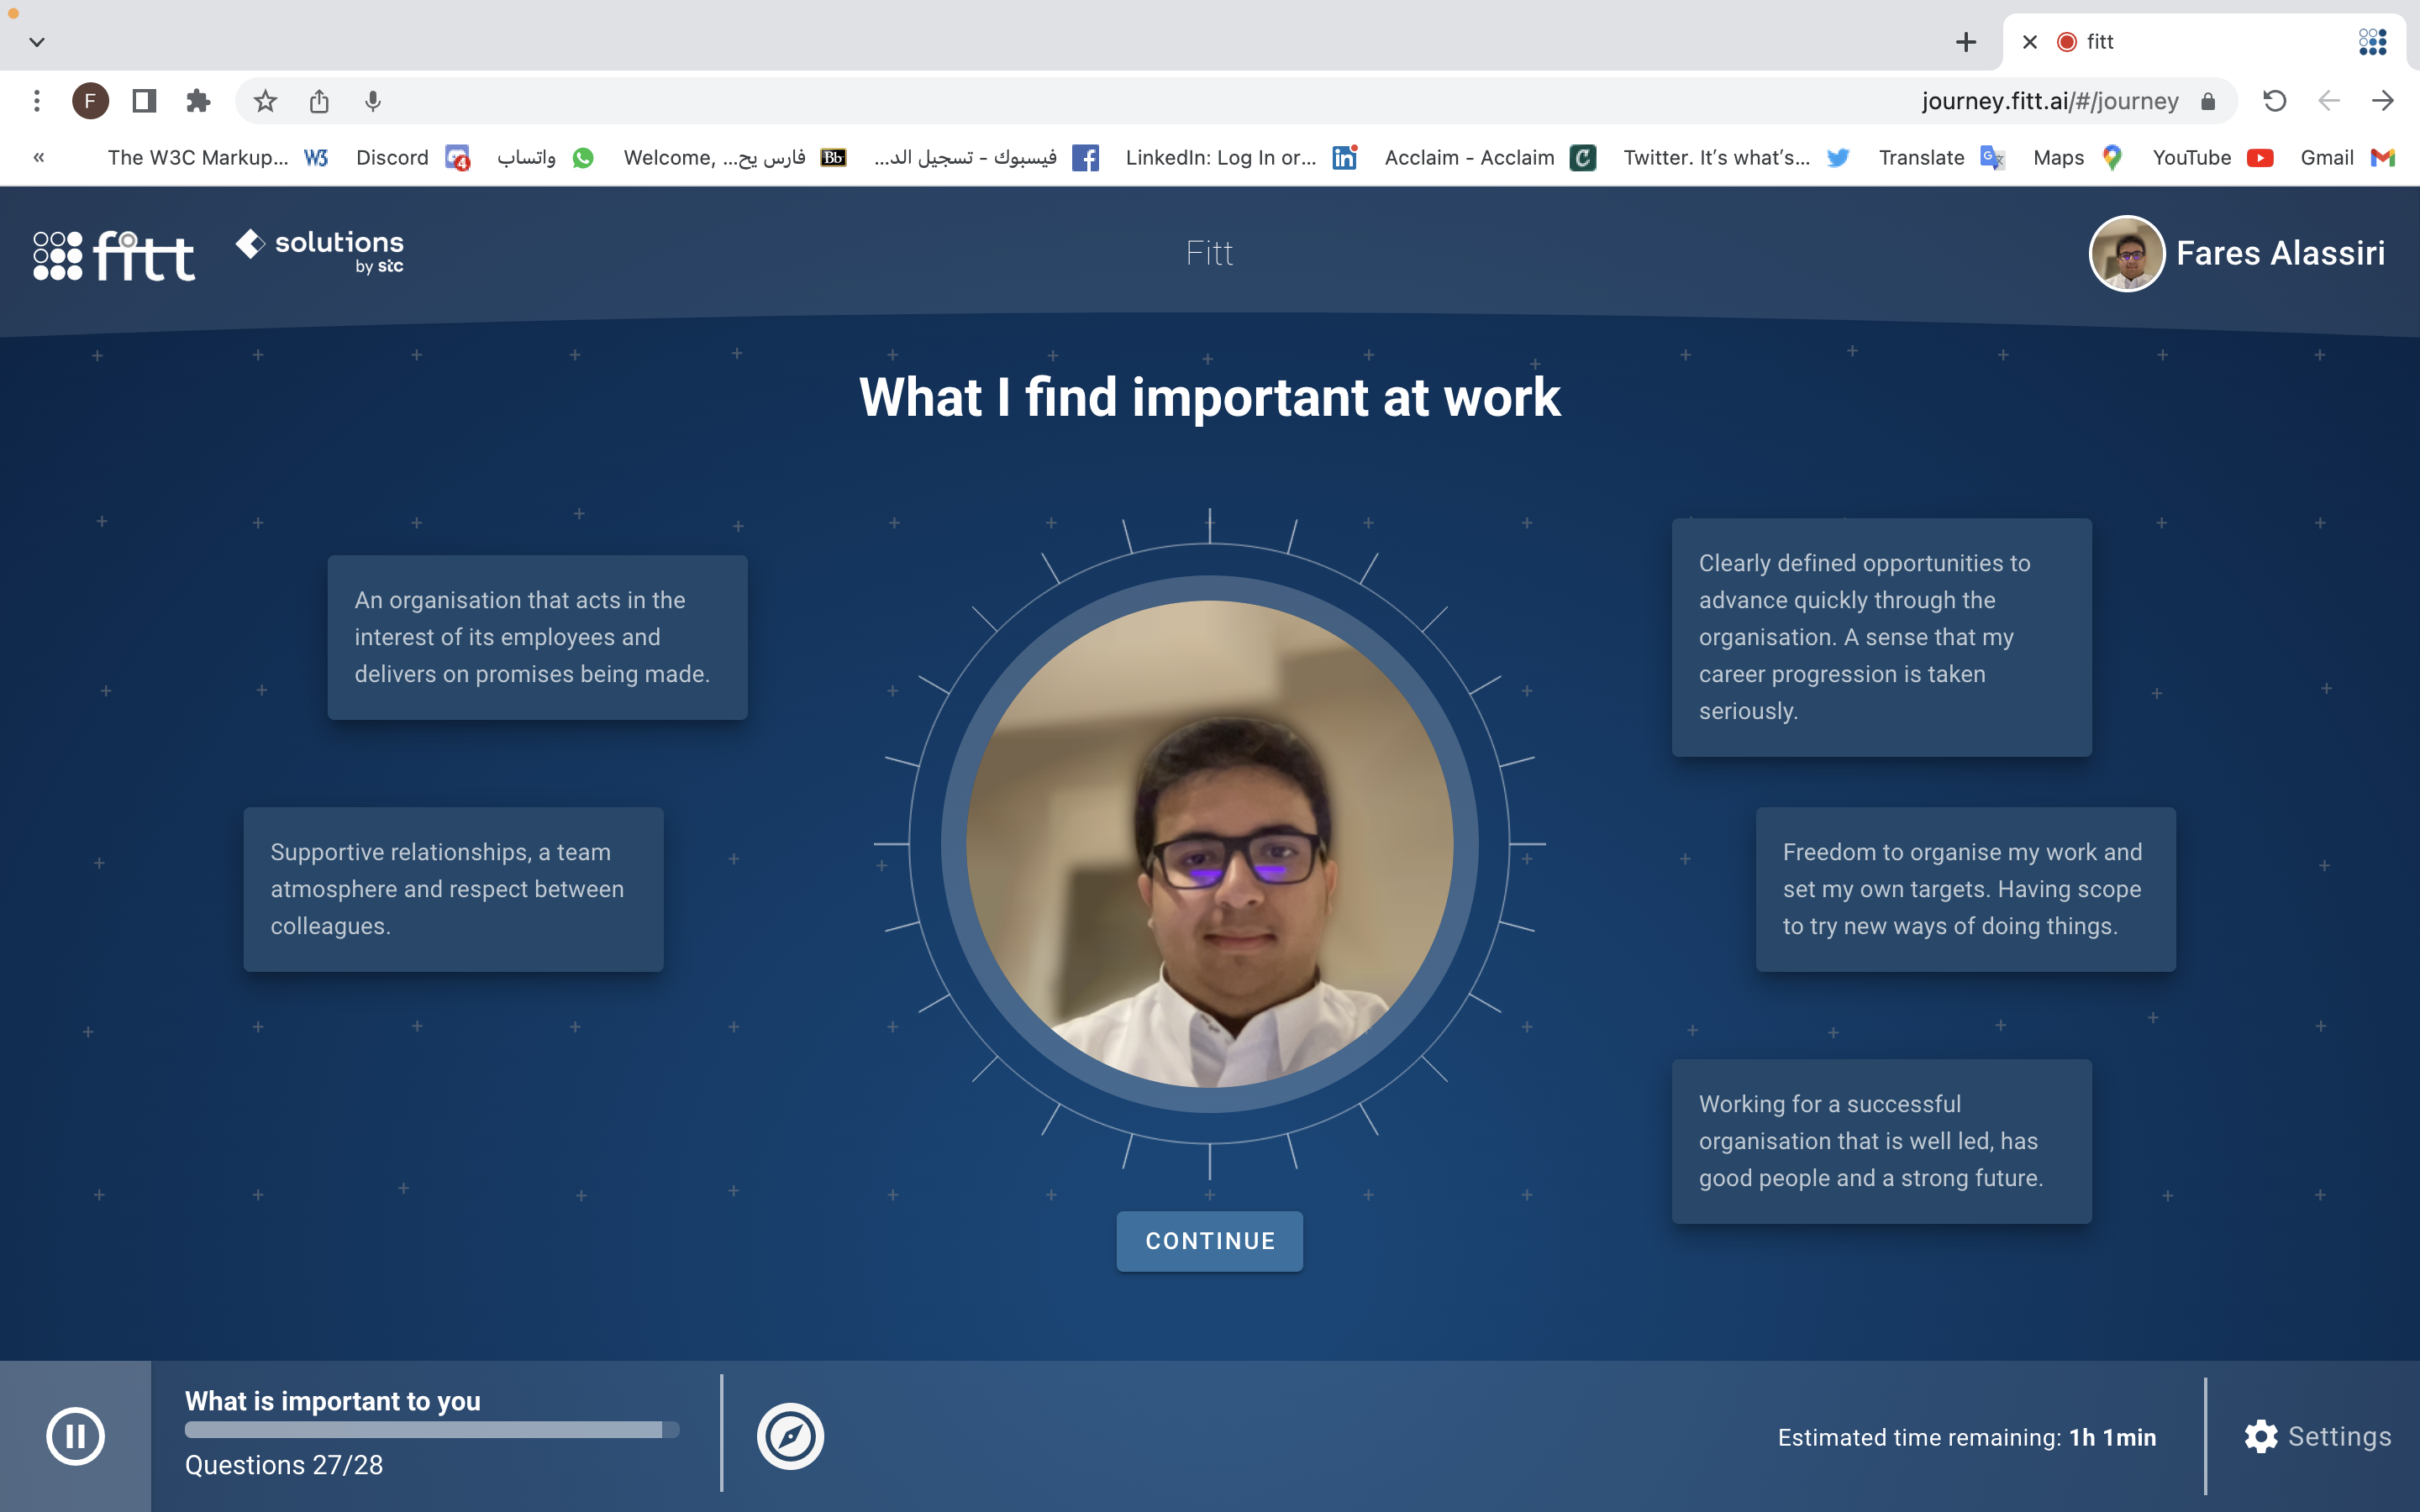 fitt
F
journey.fitt.ai/#/journey
« The W3C Markup... Discord واتساب Welcome, ...فارس يح فيسبوك - تسجيل الد... LinkedIn: Log In or... Acclaim - Acclaim Twitter. It's what's... Translate Maps YouTube Gmail
fitt
solutions
by stc
Fitt
Fares Alassiri
What I find important at work
An organisation that acts in the
interest of its employees and
delivers on promises being made.
Clearly defined opportunities to
advance quickly through the
organisation. A sense that my
career progression is taken
seriously.
Supportive relationships, a team
atmosphere and respect between
colleagues.
Freedom to organise my work and
set my own targets. Having scope
to try new ways of doing things.
Working for a successful
organisation that is well led, has
good people and a strong future.
CONTINUE
What is important to you
Questions 27/28
Estimated time remaining: 1h 1min
Settings